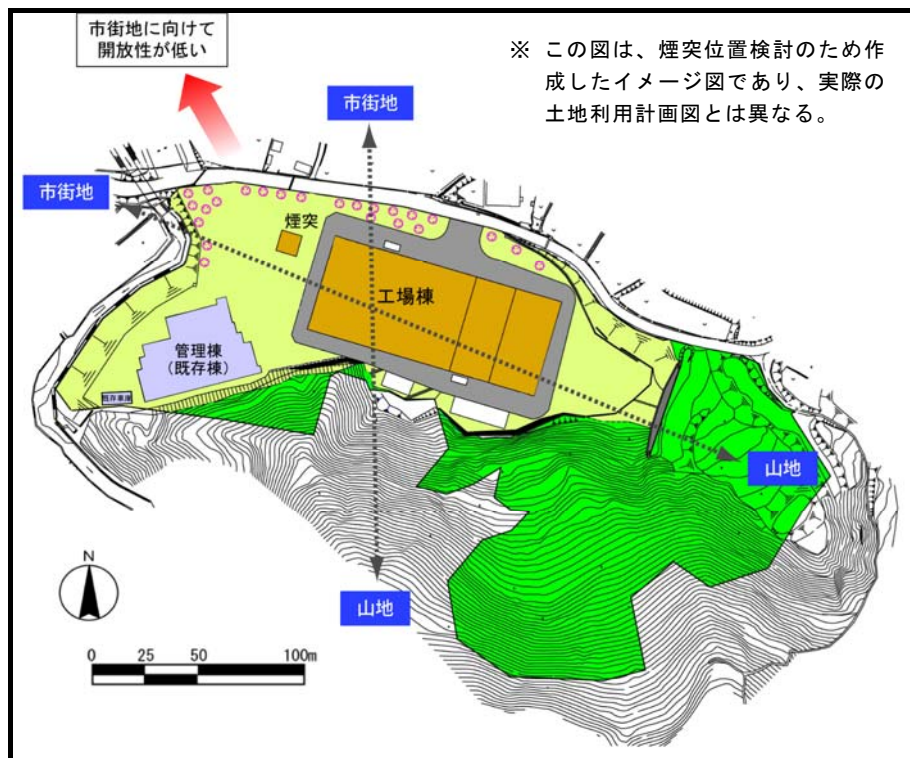 市街地に向けて
開放性が低い
※ この図は、煙突位置検討のため作
成したイメージ図であり、実際の
土地利用計画図とは異なる。
市街地
市街地
煙突
工場棟
管理棟
(既存棟)
山地
山地
N
0 25 50 100m